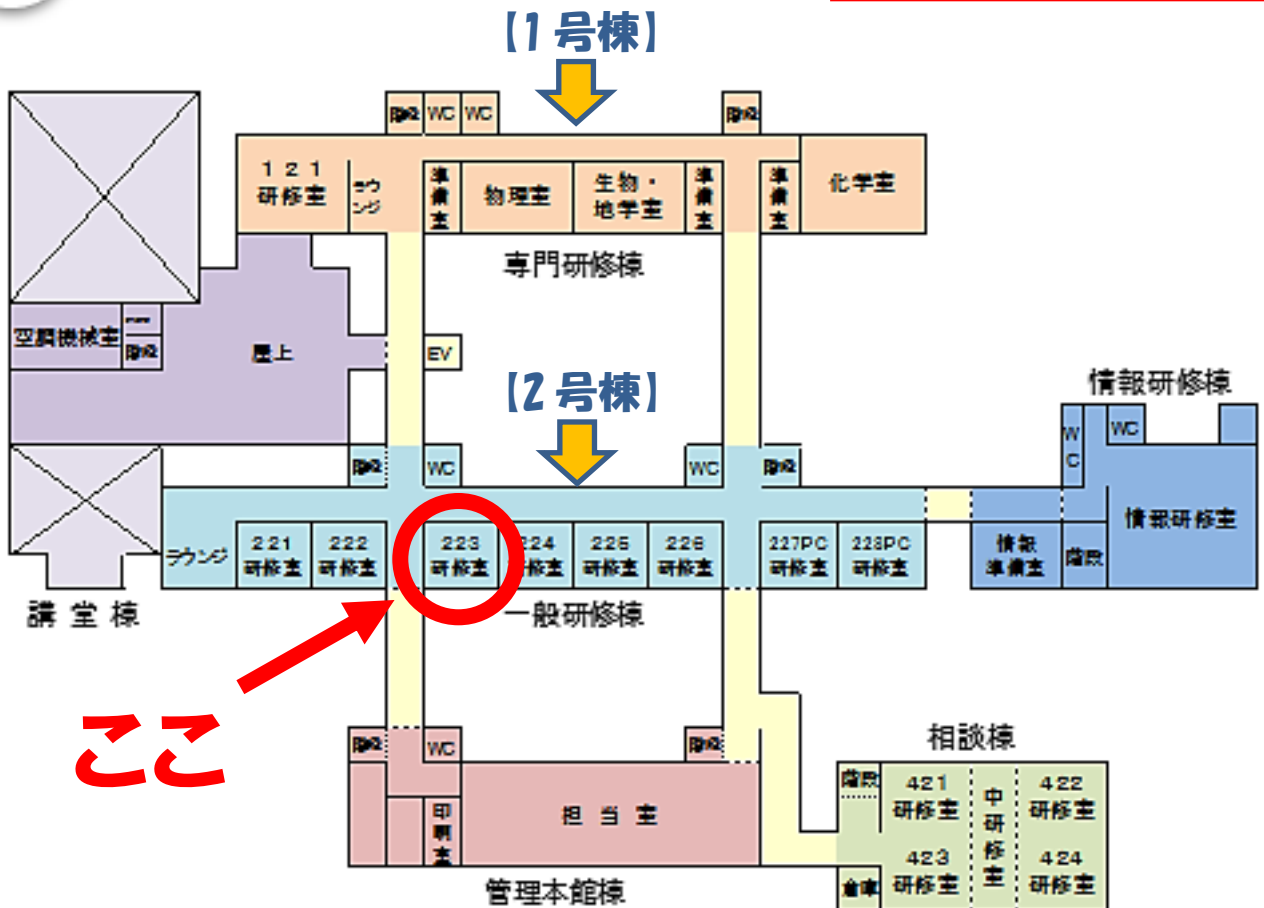 【1号棟】
階段 WC WC
階段
121
研修室
ラウ
ンジ
準備室
物理室
生物・
地学室
準備室
準備室
化学室
専門研修棟
空調機械室
階段
屋上
EV
【2号棟】
情報研修棟
階段
WC
WC
階段
WC
WC
ラウンジ
221
研修室
222
研修室
223
研修室
224
研修室
225
研修室
226
研修室
227PC
研修室
228PC
研修室
情報
準備室
階段
情報研修室
講堂棟
一般研修棟
ここ
階段
WC
階段
印刷室
担当室
管理本館棟
相談棟
階段
421
研修室
中研修室
422
研修室
423
研修室
424
研修室
倉庫